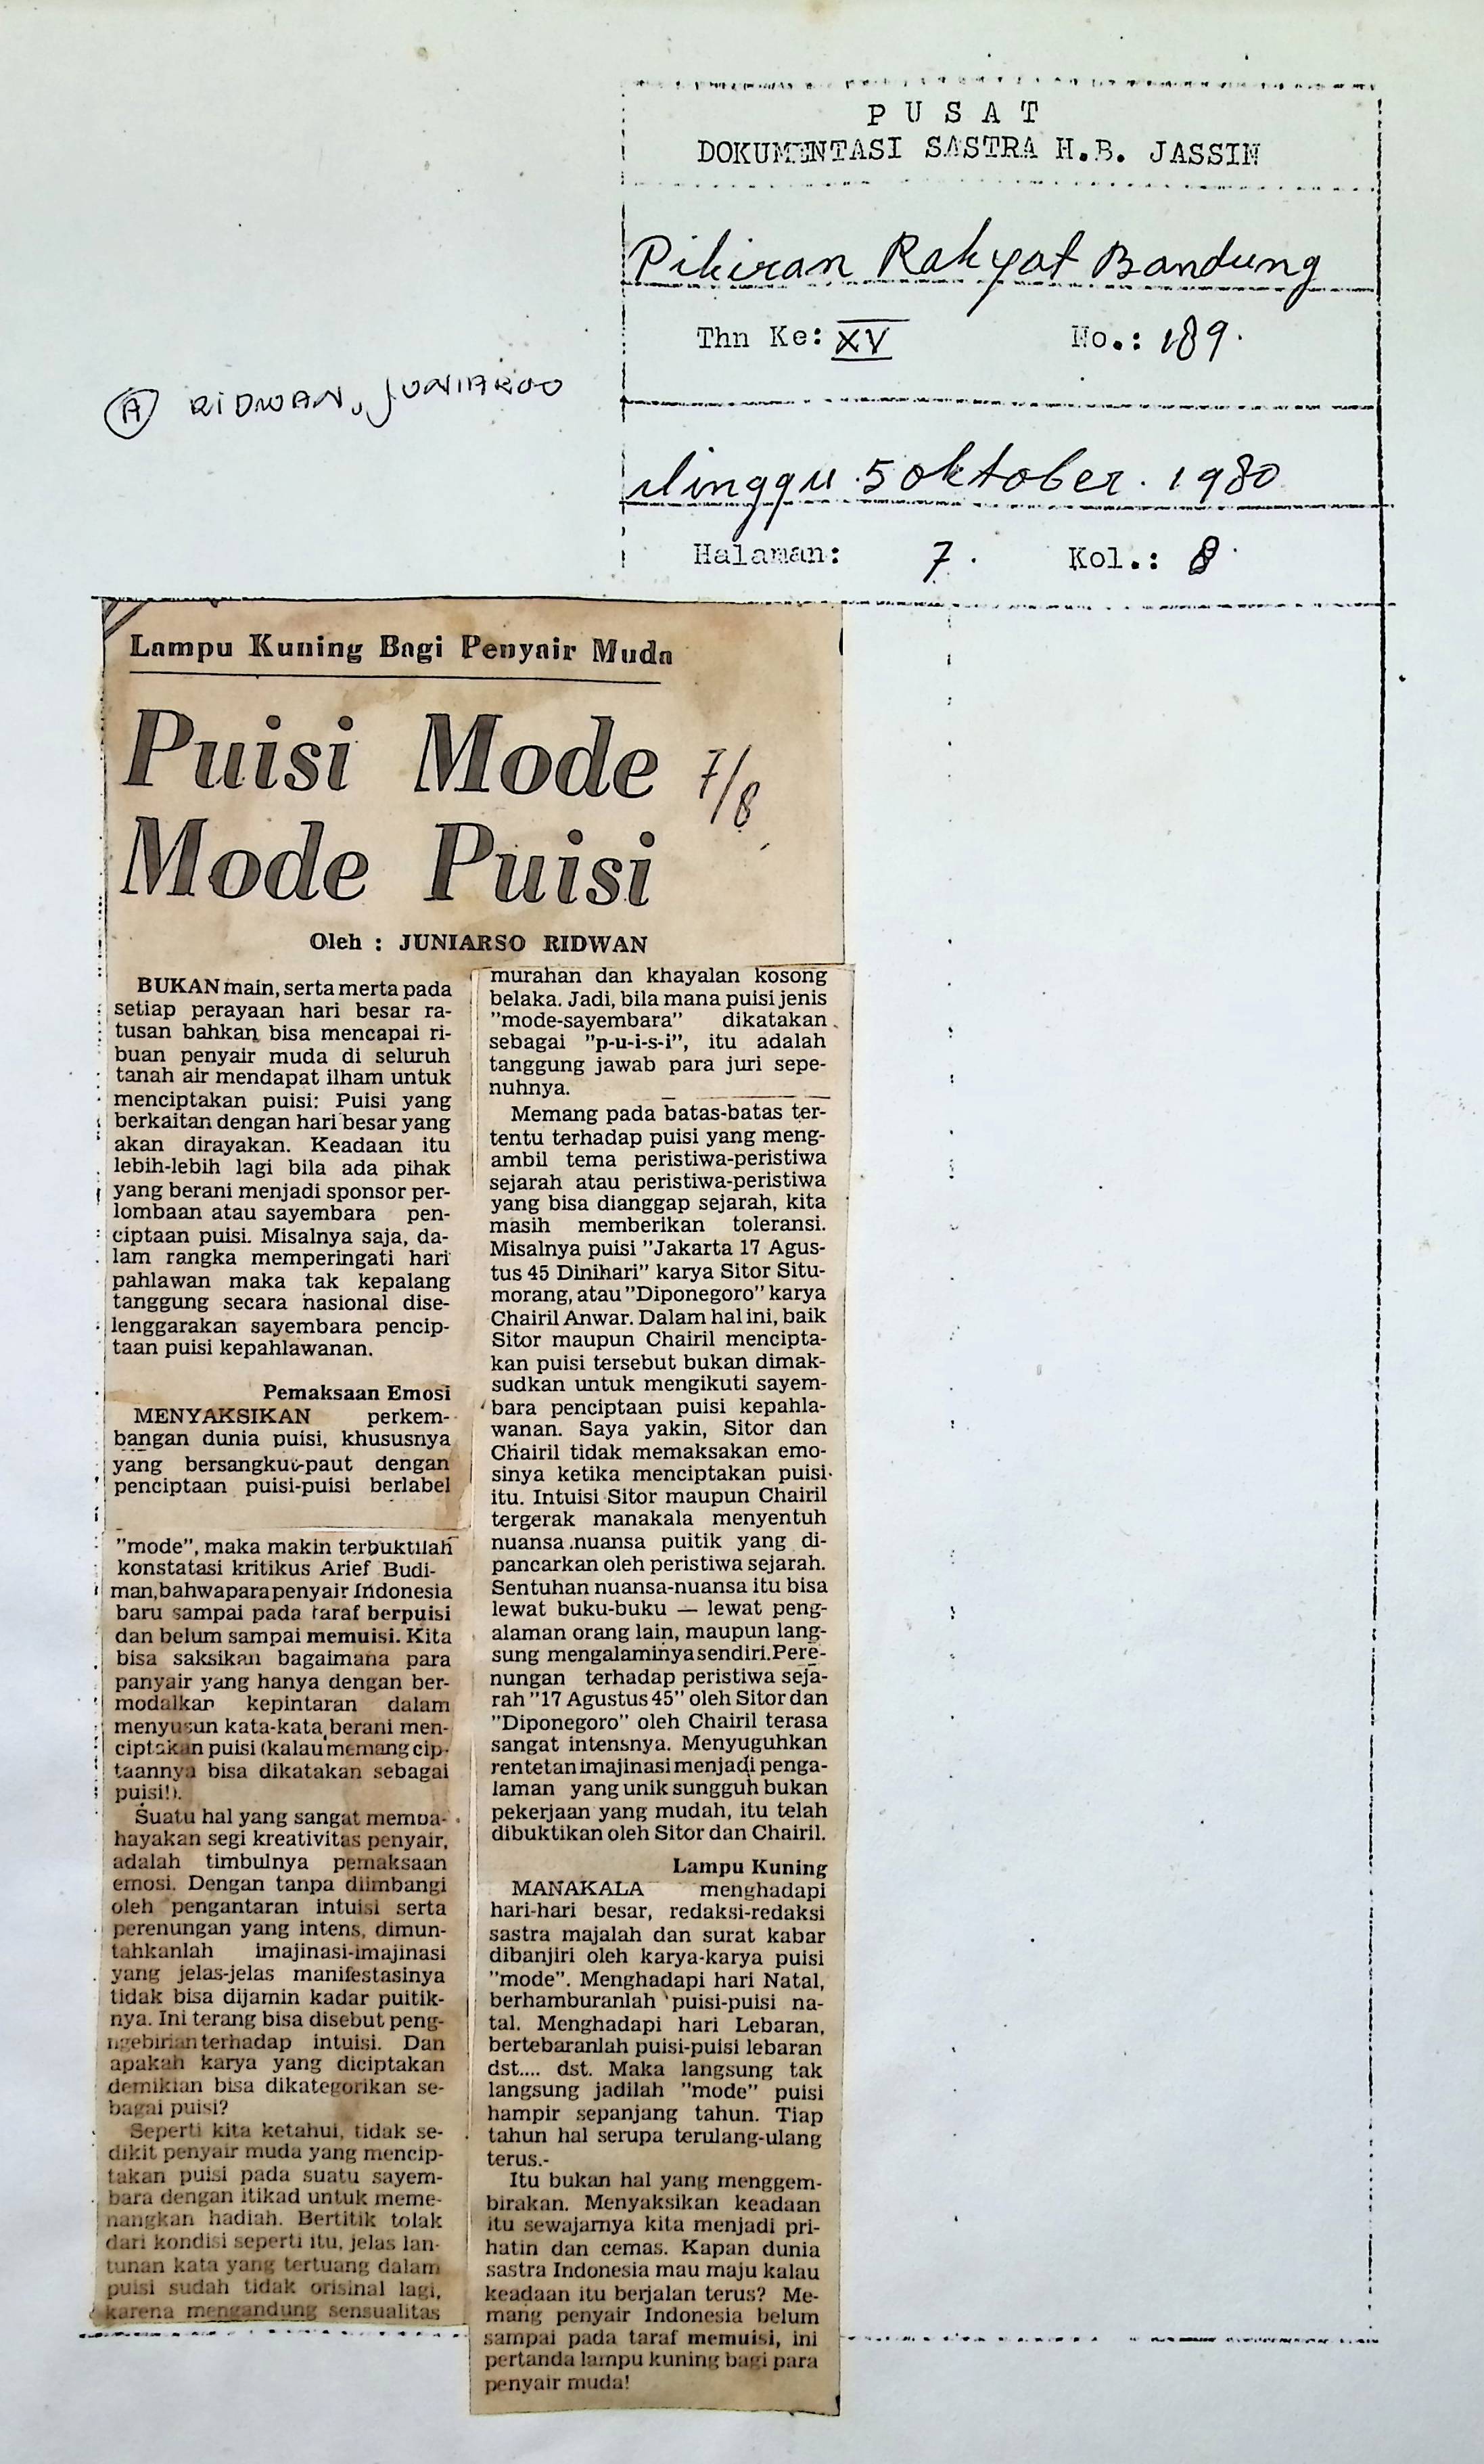 PUSAT
DOKUMENTASI SASTRA H.B. JASSIN
Pikiran Rakyat Bandung
Thn Ke: XV No.: 189.
A RIDWAN, JUNIARSO
Minggu. 5 Oktober. 1980
Halaman: 7. Kol.: 8.
Lampu Kuning Bagi Penyair Muda
Puisi Mode
7/8
Mode Puisi
Oleh : JUNIARSO RIDWAN
BUKAN main, serta merta pada
setiap perayaan hari besar ra-
tusan bahkan bisa mencapai ri-
buan penyair muda di seluruh
tanah air mendapat ilham untuk
menciptakan puisi: Puisi yang
berkaitan dengan hari besar yang
akan dirayakan. Keadaan itu
lebih-lebih lagi bila ada pihak
yang berani menjadi sponsor per-
lombaan atau sayembara pen-
ciptaan puisi. Misalnya saja, da-
lam rangka memperingati hari
pahlawan maka tak kepalang
tanggung secara nasional dise-
lenggarakan sayembara pencip-
taan puisi kepahlawanan.
Pemaksaan Emosi
MENYAKSIKAN perkem-
bangan dunia puisi, khususnya
yang bersangkut-paut dengan
penciptaan puisi-puisi berlabel
"mode", maka makin terbuktilah
konstatasi kritikus Arief Budi-
man, bahwa para penyair Indonesia
baru sampai pada taraf berpuisi
dan belum sampai memuisi. Kita
bisa saksikan bagaimana para
panyair yang hanya dengan ber-
modalkan kepintaran dalam
menyusun kata-kata berani men-
ciptakan puisi (kalau memang cip-
taannya bisa dikatakan sebagai
puisi!).
Suatu hal yang sangat memba-
hayakan segi kreativitas penyair,
adalah timbulnya pemaksaan
emosi. Dengan tanpa diimbangi
oleh pengantaran intuisi serta
perenungan yang intens, dimun-
tahkanlah imajinasi-imajinasi
yang jelas-jelas manifestasinya
tidak bisa dijamin kadar puitik-
nya. Ini terang bisa disebut peng-
ngebirian terhadap intuisi. Dan
apakah karya yang diciptakan
demikian bisa dikategorikan se-
bagai puisi?
Seperti kita ketahui, tidak se-
dikit penyair muda yang mencip-
takan puisi pada suatu sayem-
bara dengan itikad untuk meme-
nangkan hadiah. Bertitik tolak
dari kondisi seperti itu, jelas lan-
tunan kata yang tertuang dalam
puisi sudah tidak orisinal lagi,
karena mengandung sensualitas
murahan dan khayalan kosong
belaka. Jadi, bila mana puisi jenis
"mode-sayembara" dikatakan
sebagai "p-u-i-s-i", itu adalah
tanggung jawab para juri sepe-
nuhnya.
Memang pada batas-batas ter-
tentu terhadap puisi yang meng-
ambil tema peristiwa-peristiwa
sejarah atau peristiwa-peristiwa
yang bisa dianggap sejarah, kita
masih memberikan toleransi.
Misalnya puisi "Jakarta 17 Agus-
tus 45 Dinihari" karya Sitor Situ-
morang, atau "Diponegoro" karya
Chairil Anwar. Dalam hal ini, baik
Sitor maupun Chairil mencipta-
kan puisi tersebut bukan dimak-
sudkan untuk mengikuti sayem-
bara penciptaan puisi kepahla-
wanan. Saya yakin, Sitor dan
Chairil tidak memaksakan emo-
sinya ketika menciptakan puisi
itu. Intuisi Sitor maupun Chairil
tergerak manakala menyentuh
nuansa.nuansa puitik yang di-
pancarkan oleh peristiwa sejarah.
Sentuhan nuansa-nuansa itu bisa
lewat buku-buku — lewat peng-
alaman orang lain, maupun lang-
sung mengalaminya sendiri. Pere-
nungan terhadap peristiwa seja-
rah "17 Agustus 45" oleh Sitor dan
"Diponegoro" oleh Chairil terasa
sangat intensnya. Menyuguhkan
rentetan imajinasi menjadi penga-
laman yang unik sungguh bukan
pekerjaan yang mudah, itu telah
dibuktikan oleh Sitor dan Chairil.
Lampu Kuning
MANAKALA menghadapi
hari-hari besar, redaksi-redaksi
sastra majalah dan surat kabar
dibanjiri oleh karya-karya puisi
"mode". Menghadapi hari Natal,
berhamburanlah puisi-puisi na-
tal. Menghadapi hari Lebaran,
bertebaranlah puisi-puisi lebaran
dst.... dst. Maka langsung tak
langsung jadilah "mode" puisi
hampir sepanjang tahun. Tiap
tahun hal serupa terulang-ulang
terus.-
Itu bukan hal yang menggem-
birakan. Menyaksikan keadaan
itu sewajarnya kita menjadi pri-
hatin dan cemas. Kapan dunia
sastra Indonesia mau maju kalau
keadaan itu berjalan terus? Me-
mang penyair Indonesia belum
sampai pada taraf memuisi, ini
pertanda lampu kuning bagi para
penyair muda!